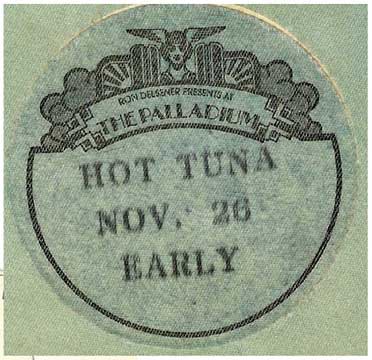 RON DELSENER PRESENTS AT
THE PALLADIUM
HOT TUNA
NOV. 26
EARLY